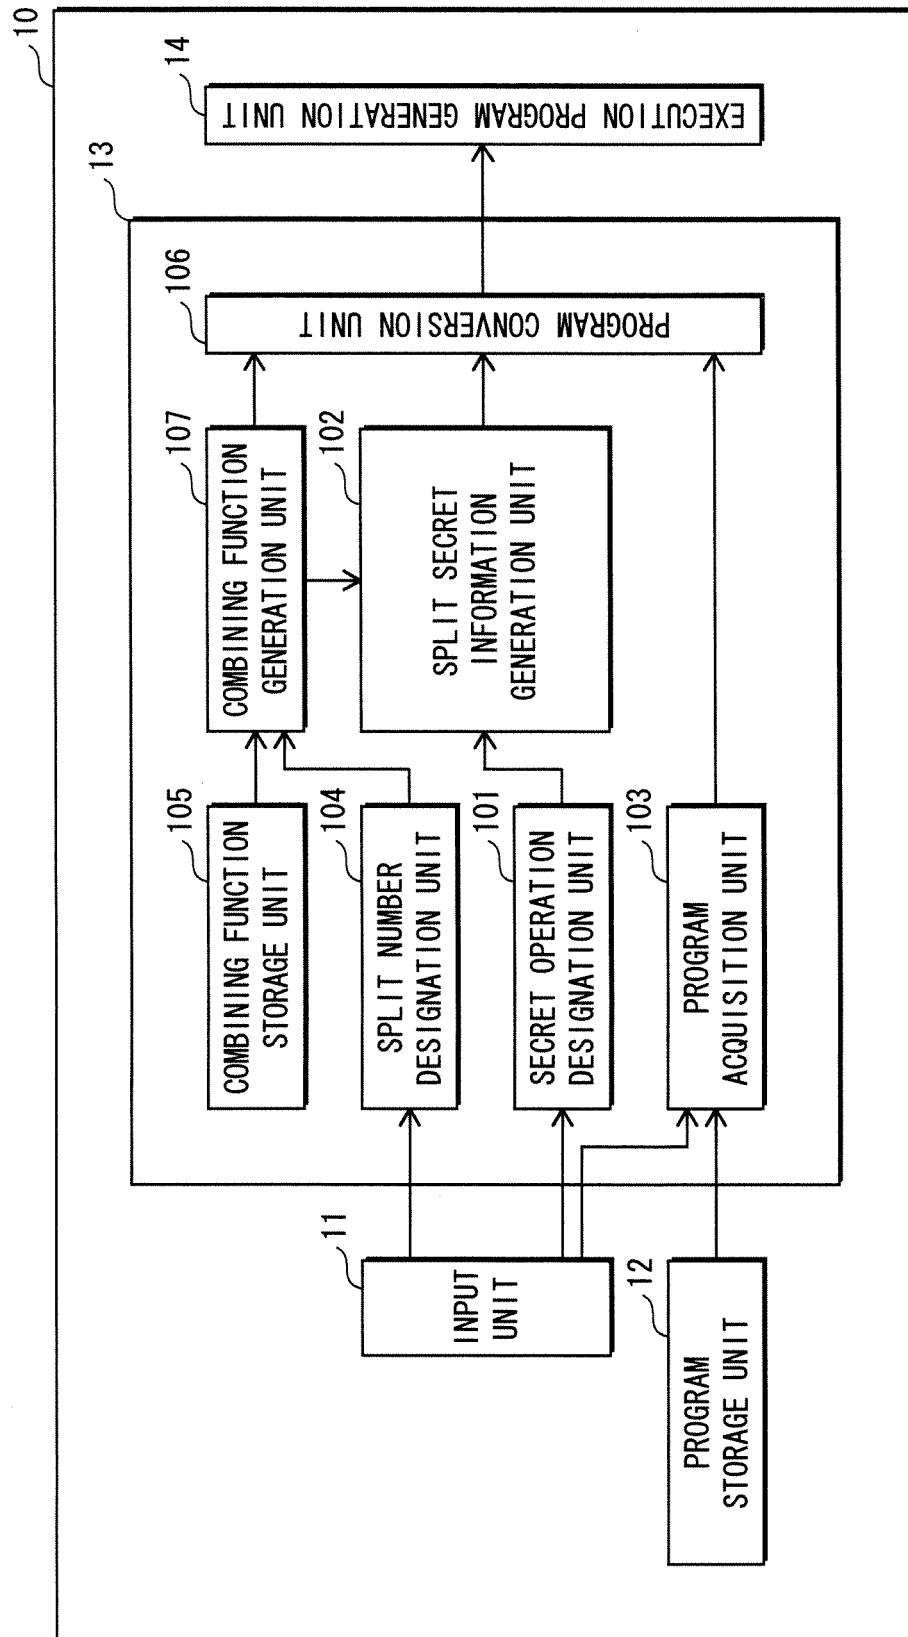 10
13
14
EXECUTION PROGRAM GENERATION UNIT
106
PROGRAM CONVERSION UNIT
107
COMBINING FUNCTION
GENERATION UNIT
102
SPLIT SECRET
INFORMATION
GENERATION UNIT
105
COMBINING FUNCTION
STORAGE UNIT
104
SPLIT NUMBER
DESIGNATION UNIT
101
SECRET OPERATION
DESIGNATION UNIT
103
PROGRAM
ACQUISITION UNIT
11
INPUT
UNIT
12
PROGRAM
STORAGE UNIT